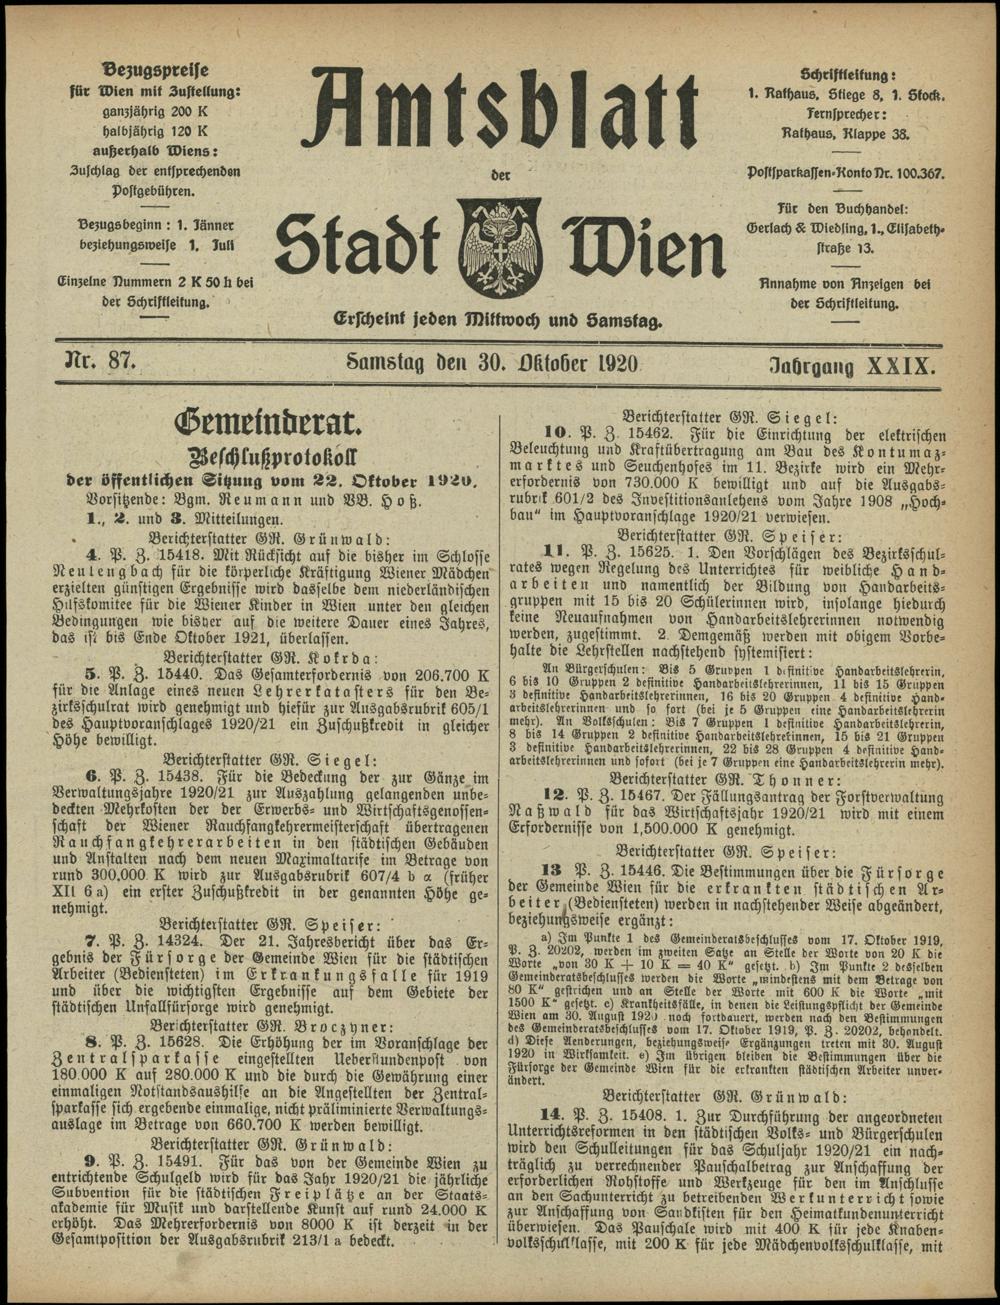 Bezugspreise
für Wien mit Zustellung:
ganzjährig 200 K
halbjährig 120 K
außerhalb Wiens:
Zuschlag der entsprechenden
Postgebühren.
Bezugsbeginn: 1. Jänner
beziehungsweise 1. Juli
Einzelne Nummern 2 K 50 h bei
der Schriftleitung.
Amtsblatt
der
Stadt Wien
Erscheint jeden Mittwoch und Samstag.
Schriftleitung:
1. Rathaus, Stiege 8, 1. Stock.
Fernsprecher:
Rathaus, Klappe 38.
Postsparkassen-Konto Nr. 100.367.
Für den Buchhandel:
Gerlach & Wiedling, 1., Elisabeth-
straße 13.
Annahme von Anzeigen bei
der Schriftleitung.
Nr. 87. Samstag den 30. Oktober 1920 Jahrgang XXIX.
Gemeinderat.
Beschlußprotokoll
der öffentlichen Sitzung vom 22. Oktober 1920.
Vorsitzende: Bgm. Reumann und VB. Hoß.
1., 2. und 3. Mitteilungen.
Berichterstatter GR. Grünwald:
4. P. Z. 15418. Mit Rücksicht auf die bisher im Schlosse
Neulengbach für die körperliche Kräftigung Wiener Mädchen
erzielten günstigen Ergebnisse wird dasselbe dem niederländischen
Hilfskomitee für die Wiener Kinder in Wien unter den gleichen
Bedingungen wie bisher auf die weitere Dauer eines Jahres,
das ist bis Ende Oktober 1921, überlassen.
Berichterstatter GR. Kokrda:
5. P. Z. 15440. Das Gesamterfordernis von 206.700 K
für die Anlage eines neuen Lehrerkatasters für den Be-
zirksschulrat wird genehmigt und hiefür zur Ausgabsrubrik 605/1
des Hauptvoranschlages 1920/21 ein Zuschußkredit in gleicher
Höhe bewilligt.
Berichterstatter GR. Siegel:
6. P. Z. 15438. Für die Bedeckung der zur Gänze im
Verwaltungsjahre 1920/21 zur Auszahlung gelangenden unbe-
deckten Mehrkosten der der Erwerbs- und Wirtschaftsgenossen-
schaft der Wiener Rauchfangkehrermeisterschaft übertragenen
Rauchfangkehrerarbeiten in den städtischen Gebäuden
und Anstalten nach dem neuen Maximaltarife im Betrage von
rund 300.000 K wird zur Ausgabsrubrik 607/4 b α (früher
XII 6 a) ein erster Zuschußkredit in der genannten Höhe ge-
nehmigt.
Berichterstatter GR. Speiser:
7. P. Z. 14324. Der 21. Jahresbericht über das Er-
gebnis der Fürsorge der Gemeinde Wien für die städtischen
Arbeiter (Bediensteten) im Erkrankungsfalle für 1919
und über die wichtigsten Ergebnisse auf dem Gebiete der
städtischen Unfallfürsorge wird genehmigt.
Berichterstatter GR. Broczyner:
8. P. Z. 15628. Die Erhöhung der im Voranschlage der
Zentralsparkasse eingestellten Ueberstundenpost von
180.000 K auf 280.000 K und die durch die Gewährung einer
einmaligen Notstandsaushilfe an die Angestellten der Zentral-
sparkasse sich ergebende einmalige, nicht präliminierte Verwaltungs-
auslage im Betrage von 660.700 K werden bewilligt.
Berichterstatter GR. Grünwald:
9. P. Z. 15491. Für das von der Gemeinde Wien zu
entrichtende Schulgeld wird für das Jahr 1920/21 die jährliche
Subvention für die städtischen Freiplätze an der Staats-
akademie für Musik und darstellende Kunst auf rund 24.000 K
erhöht. Das Mehrerfordernis von 8000 K ist derzeit in der
Gesamtposition der Ausgabsrubrik 213/1 a bedeckt.
Berichterstatter GR. Siegel:
10. P. Z. 15462. Für die Einrichtung der elektrischen
Beleuchtung und Kraftübertragung am Bau des Kontumaz-
marktes und Seuchenhofes im 11. Bezirke wird ein Mehr-
erfordernis von 730.000 K bewilligt und auf die Ausgabs-
rubrik 601/2 des Investitionsanlehens vom Jahre 1908 „Hoch-
bau“ im Hauptvoranschlage 1920/21 verwiesen.
Berichterstatter GR. Speiser:
11. P. Z. 15625. 1. Den Vorschlägen des Bezirksschul-
rates wegen Regelung des Unterrichtes für weibliche Hand-
arbeiten und namentlich der Bildung von Handarbeits-
gruppen mit 15 bis 20 Schülerinnen wird, insolange hiedurch
keine Neuaufnahmen von Handarbeitslehrerinnen notwendig
werden, zugestimmt. 2. Demgemäß werden mit obigem Vorbe-
halte die Lehrstellen nachstehend systemisiert:
An Bürgerschulen: Bis 5 Gruppen 1 definitive Handarbeitslehrerin,
6 bis 10 Gruppen 2 definitive Handarbeitslehrerinnen, 11 bis 15 Gruppen
3 definitive Handarbeitslehrerinnen, 16 bis 20 Gruppen 4 definitive Hand-
arbeitslehrerinnen und so fort (bei je 5 Gruppen eine Handarbeitslehrerin
mehr). An Volksschulen: Bis 7 Gruppen 1 definitive Handarbeitslehrerin,
8 bis 14 Gruppen 2 definitive Handarbeitslehrerinnen, 15 bis 21 Gruppen
3 definitive Handarbeitslehrerinnen, 22 bis 28 Gruppen 4 definitive Hand-
arbeitslehrerinnen und sofort (bei je 7 Gruppen eine Handarbeitslehrerin mehr).
Berichterstatter GR. Thonner:
12. P. Z. 15467. Der Fällungsantrag der Forstverwaltung
Naßwald für das Wirtschaftsjahr 1920/21 wird mit einem
Erfordernisse von 1,500.000 K genehmigt.
Berichterstatter GR. Speiser:
13 P. Z. 15446. Die Bestimmungen über die Fürsorge
der Gemeinde Wien für die erkrankten städtischen Ar-
beiter (Bediensteten) werden in nachstehender Weise abgeändert,
beziehungsweise ergänzt:
a) Im Punkte 1 des Gemeinderatsbeschlusses vom 17. Oktober 1919,
P. Z. 20202, werden im zweiten Satze an Stelle der Worte von 20 K die
Worte „von 30 K + 10 K = 40 K“ gesetzt. b) Im Punkte 2 desselben
Gemeinderatsbeschlusses werden die Worte „mindestens mit dem Betrage von
80 K“ gestrichen und an Stelle der Worte mit 600 K die Worte „mit
1500 K“ gesetzt. c) Krankheitsfälle, in denen die Leistungspflicht der Gemeinde
Wien am 30. August 1920 noch fortdauert, werden nach den Bestimmungen
des Gemeinderatsbeschlusses vom 17. Oktober 1919, P. Z. 20202, behandelt.
d) Diese Aenderungen, beziehungsweise Ergänzungen treten mit 30. August
1920 in Wirksamkeit. e) Im übrigen bleiben die Bestimmungen über die
Fürsorge der Gemeinde Wien für die erkrankten städtischen Arbeiter unver-
ändert.
Berichterstatter GR. Grünwald:
14. P. Z. 15408. 1. Zur Durchführung der angeordneten
Unterrichtsreformen in den städtischen Volks- und Bürgerschulen
wird den Schulleitungen für das Schuljahr 1920/21 ein nach-
träglich zu verrechnender Pauschalbetrag zur Anschaffung der
erforderlichen Rohstoffe und Werkzeuge für den im Anschlusse
an den Sachunterricht zu betreibenden Werkunterricht sowie
zur Anschaffung von Sandkisten für den Heimatkundenunterricht
überwiesen. Das Pauschale wird mit 400 K für jede Knaben-
volksschulklasse, mit 200 K für jede Mädchenvolksschulklasse, mit